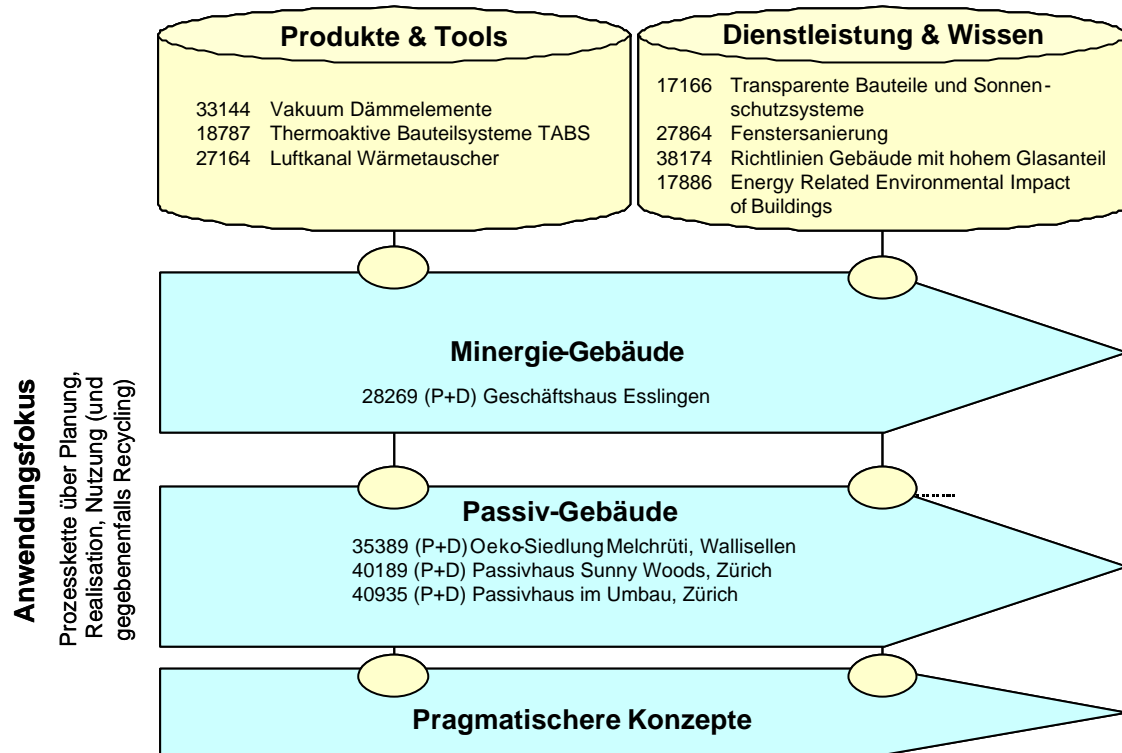 Produkte & Tools
33144 Vakuum Dämmelemente
18787 Thermoaktive Bauteilsysteme TABS
27164 Luftkanal Wärmetauscher
Dienstleistung & Wissen
17166 Transparente Bauteile und Sonnen-
schutzsysteme
27864 Fenstersanierung
38174 Richtlinien Gebäude mit hohem Glasanteil
17886 Energy Related Environmental Impact
of Buildings
Anwendungsfokus
Prozesskette über Planung,
Realisation, Nutzung (und
gegebenenfalls Recycling)
Minergie-Gebäude
28269 (P+D) Geschäftshaus Esslingen
Passiv-Gebäude
35389 (P+D) Oeko-Siedlung Melchrüti, Wallisellen
40189 (P+D) Passivhaus Sunny Woods, Zürich
40935 (P+D) Passivhaus im Umbau, Zürich
Pragmatischere Konzepte